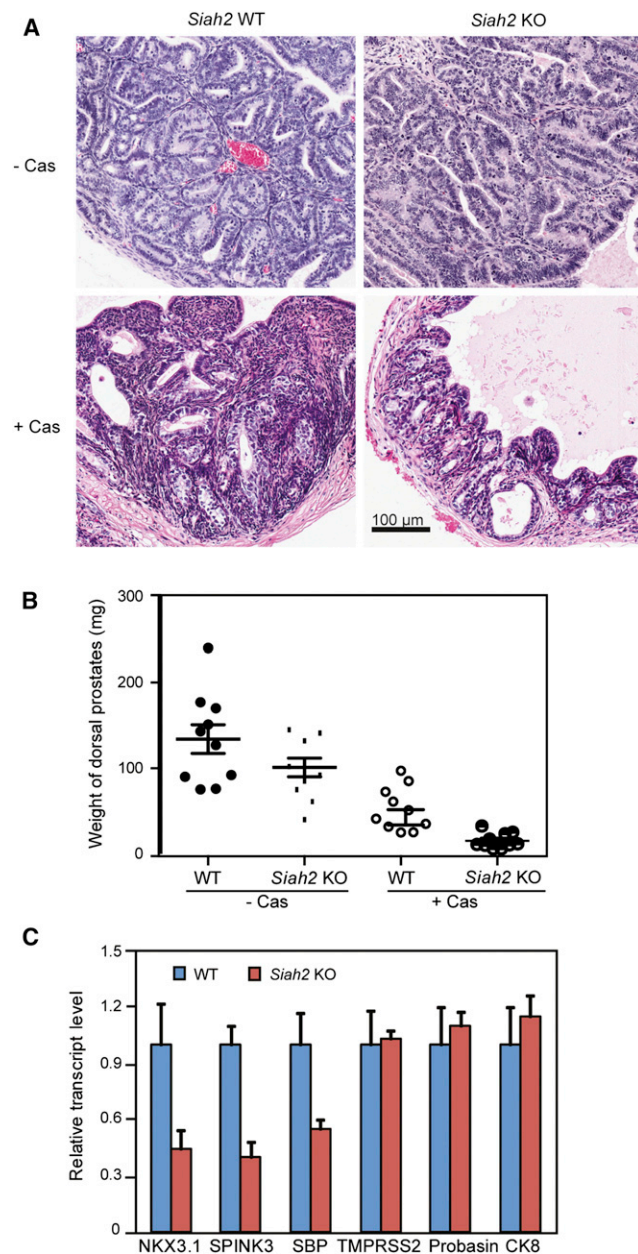 A
Siah2 WT
Siah2 KO
- Cas
+ Cas
100 µm
B
Weight of dorsal prostates (mg)
300
200
100
0
WT
Siah2 KO
WT
Siah2 KO
- Cas
+ Cas
C
Relative transcript level
1.5
1.2
0.9
0.6
0.3
0
WT
Siah2 KO
NKX3.1 SPINK3 SBP TMPRSS2 Probasin CK8